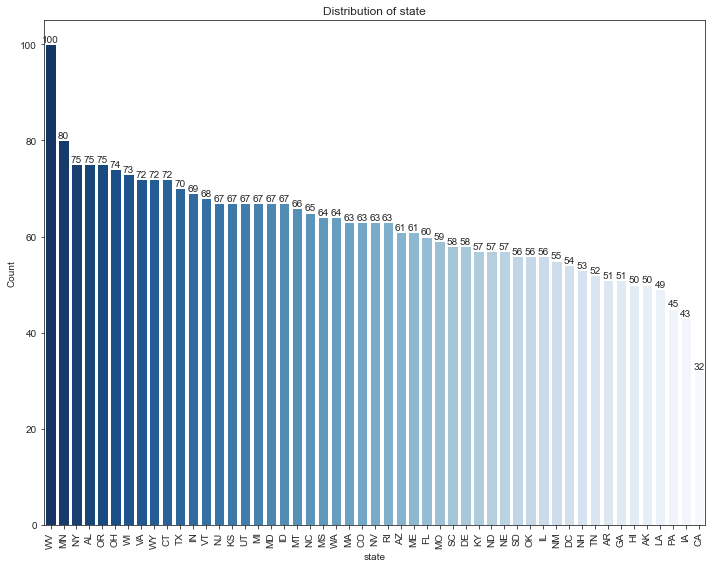 Distribution of state
Count
100
80
60
40
20
0
100 80 75 75 75 74 73 72 72 72 70 69 68 67 67 67 67 67 67 66 65 64 64 63 63 63 63 61 61 60 59 58 58 57 57 57 56 56 56 55 54 53 52 51 51 50 50 49 45 43 32
WV MN NY AL OR OH WI VA WY CT TX IN VT NJ KS UT MI MD ID MT NC MS WA MA CO NV RI AZ ME FL MO SC DE KY ND NE SD OK IL NM DC NH TN AR GA HI AK LA PA IA CA
state